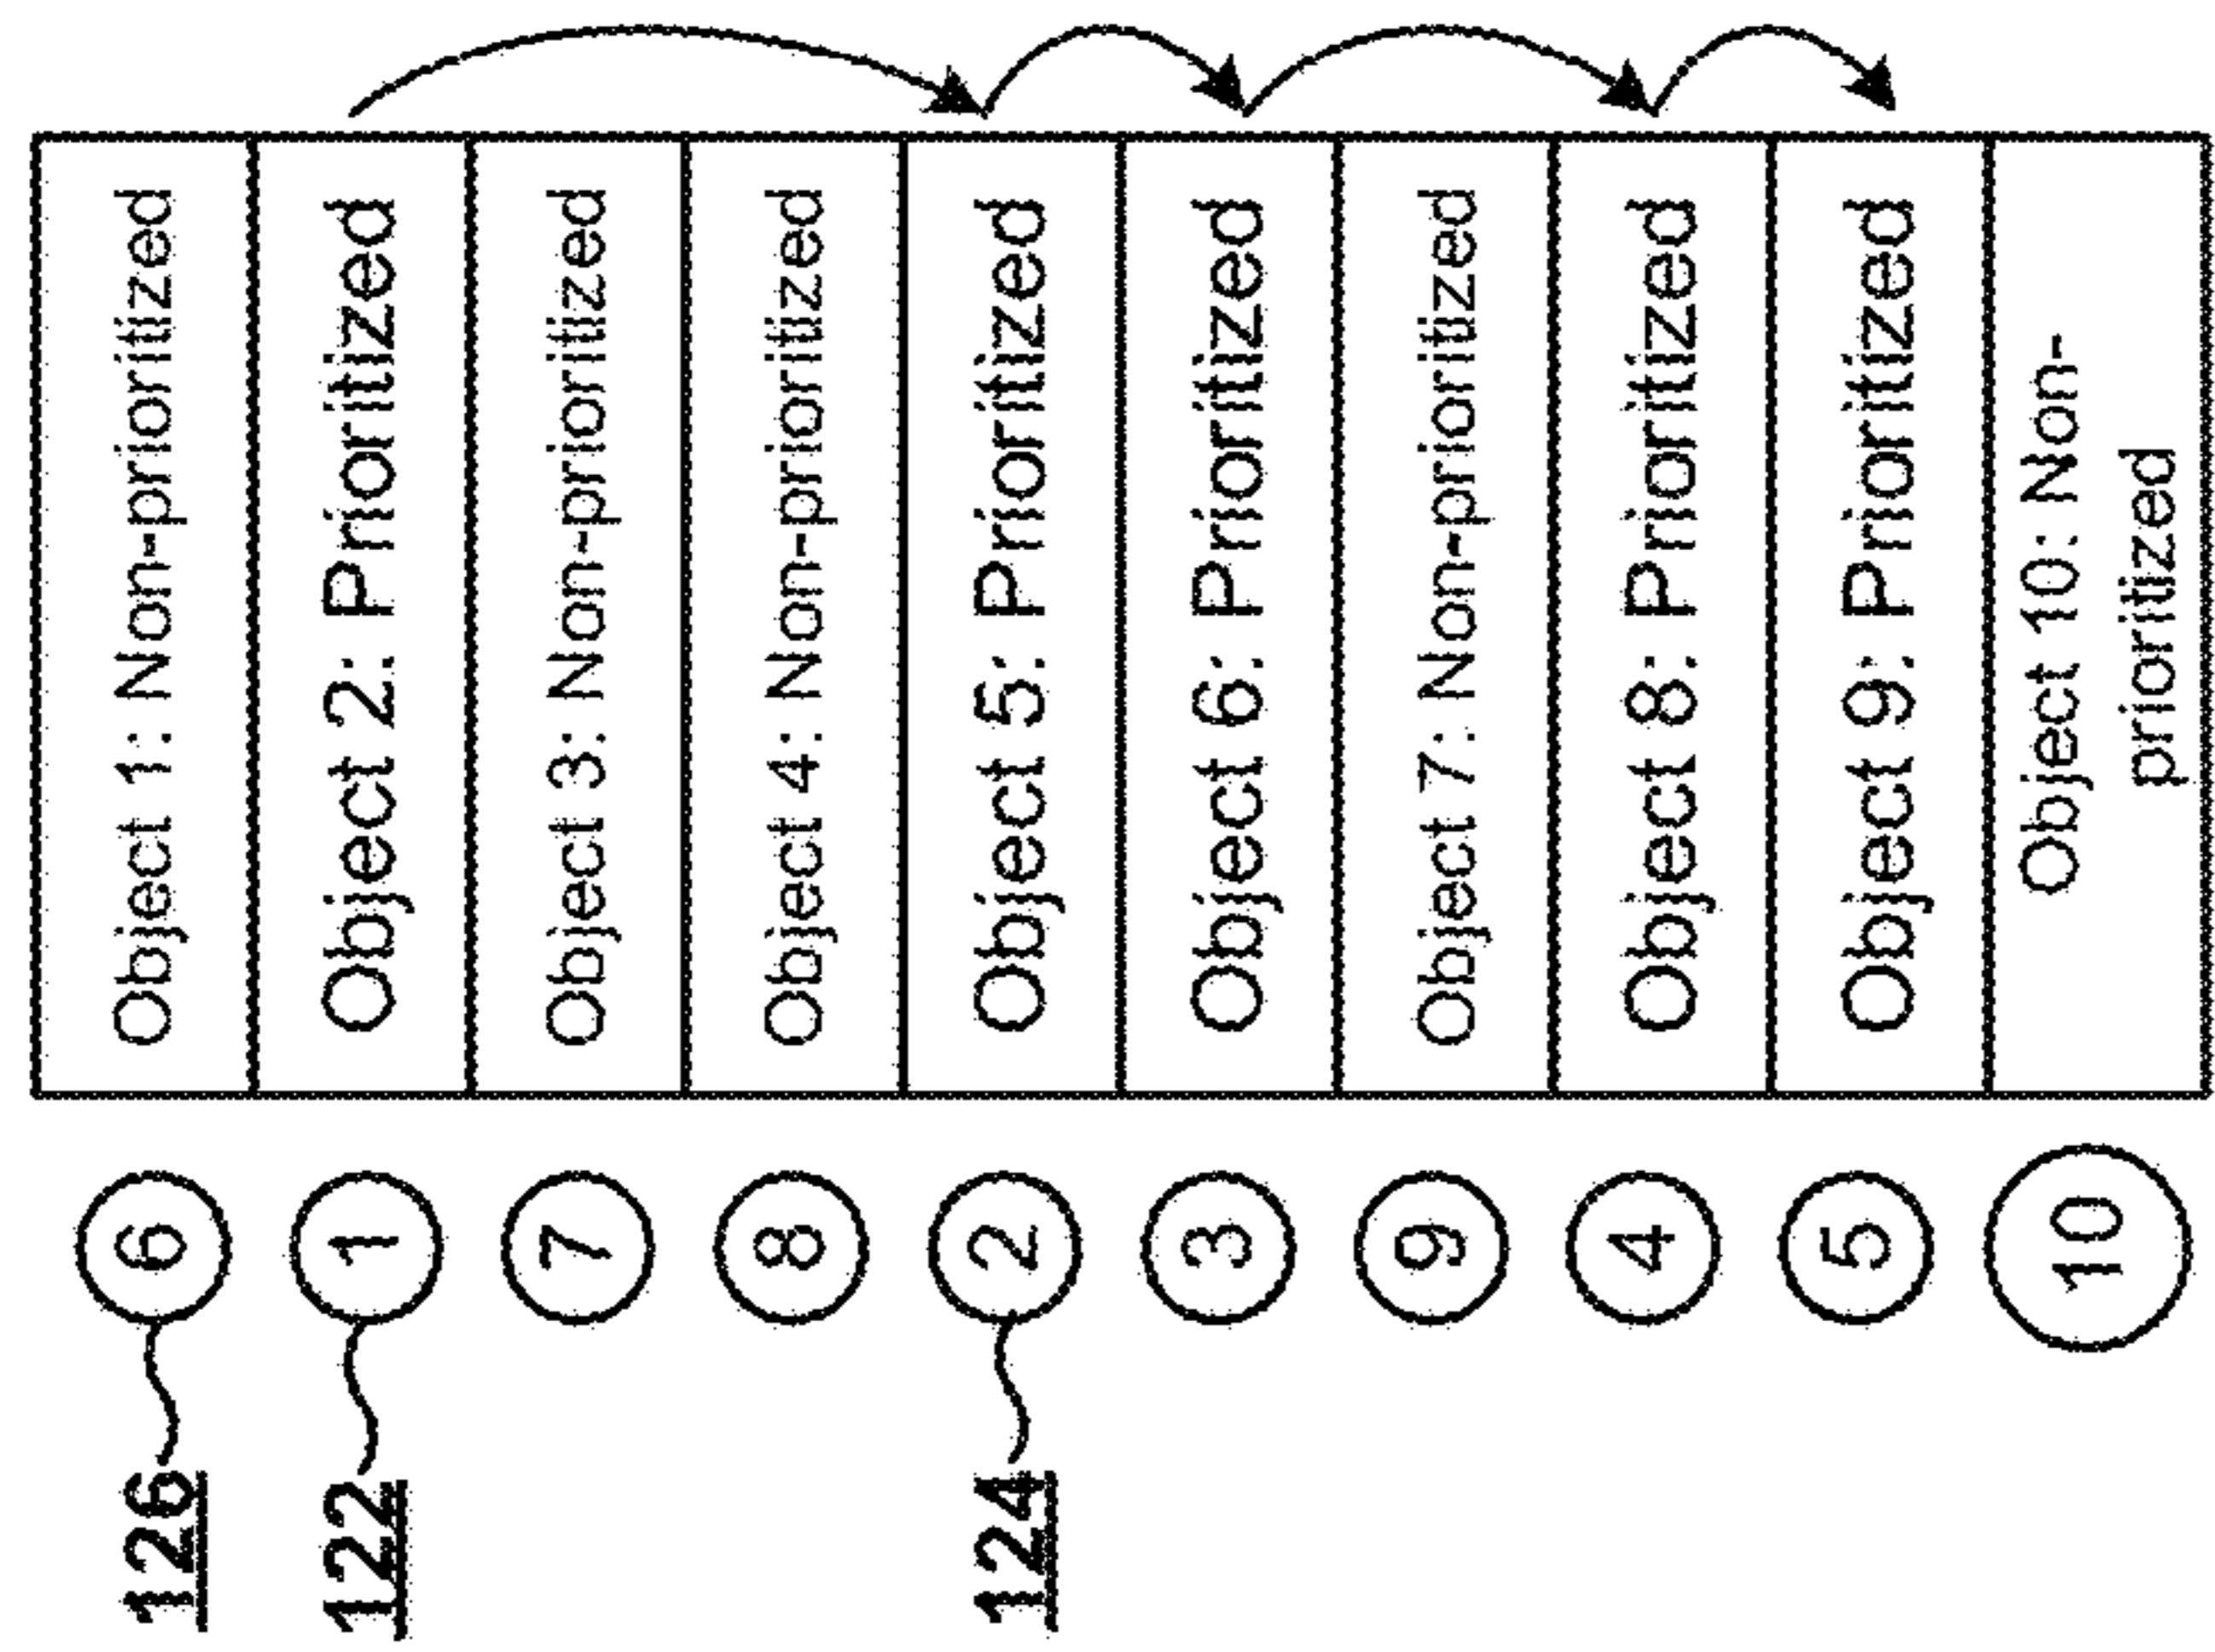 126 6 Object 1: Non-prioritized
122 1 Object 2: Prioritized
7 Object 3: Non-prioritized
8 Object 4: Non-prioritized
124 2 Object 5: Prioritized
3 Object 6: Prioritized
9 Object 7: Non-prioritized
4 Object 8: Prioritized
5 Object 9: Prioritized
10 Object 10: Non-
prioritized